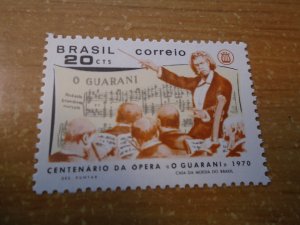 BRASIL correio
20 CTS
O GUARANI
CENTENÁRIO DA OPERA «O GUARANI» 1970
CASA DA MOEDA DO BRASIL